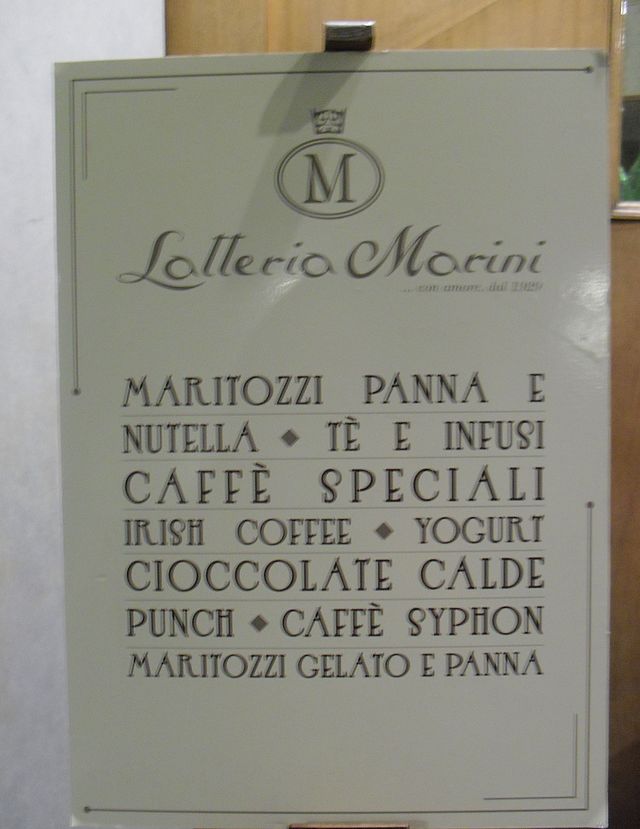 M
Latteria Marini
... con amore, dal 1929
MARITOZZI PANNA E
NUTELLA ◆ TÈ E INFUSI
CAFFÈ SPECIALI
IRISH COFFEE ◆ YOGURT
CIOCCOLATE CALDE
PUNCH ◆ CAFFÈ SYPHON
MARITOZZI GELATO E PANNA